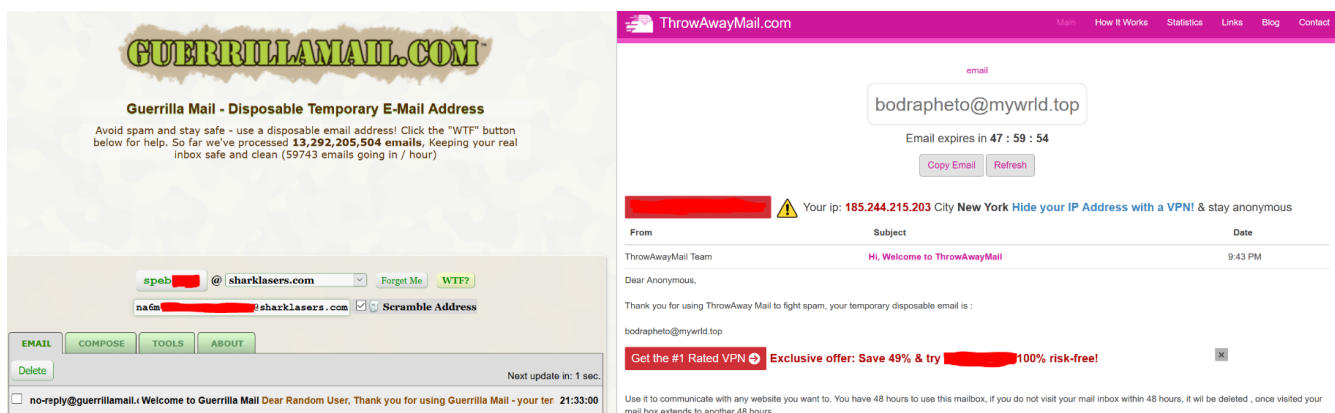 GUERRILLAMAIL.COM
Guerrilla Mail - Disposable Temporary E-Mail Address
Avoid spam and stay safe - use a disposable email address! Click the "WTF" button
below for help. So far we've processed 13,292,205,504 emails, Keeping your real
inbox safe and clean (59743 emails going in / hour)
speb @ sharklasers.com Forget Me WTF?
na6m @sharklasers.com Scramble Address
EMAIL COMPOSE TOOLS ABOUT
Delete
Next update in: 1 sec.
no-reply@guerrillamail.c Welcome to Guerrilla Mail Dear Random User, Thank you for using Guerrilla Mail - your ter 21:33:00
ThrowAwayMail.com Main How It Works Statistics Links Blog Contact
email
bodrapheto@mywrld.top
Email expires in 47 : 59 : 54
Copy Email Refresh
Your ip: 185.244.215.203 City New York Hide your IP Address with a VPN! & stay anonymous
From Subject Date
ThrowAwayMail Team Hi, Welcome to ThrowAwayMail 9:43 PM
Dear Anonymous,
Thank you for using ThrowAway Mail to fight spam, your temporary disposable email is :
bodrapheto@mywrld.top
Get the #1 Rated VPN Exclusive offer: Save 49% & try 100% risk-free!
Use it to communicate with any website you want to. You have 48 hours to use this mailbox, if you do not visit your mail inbox within 48 hours, it wil be deleted , once visited your
mail box extends to another 48 hours